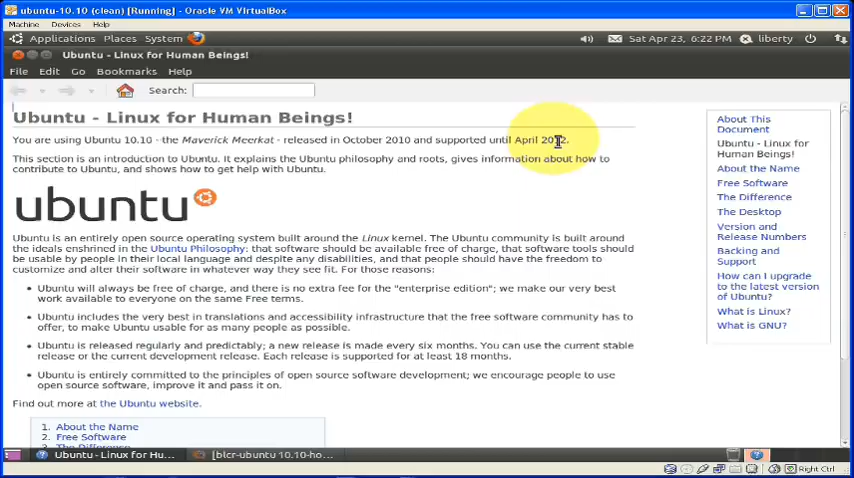 ubuntu-10.10 (clean) [Running] - Oracle VM VirtualBox
Machine Devices Help
Applications Places System Sat Apr 23, 6:22 PM liberty
Ubuntu - Linux for Human Beings!
File Edit Go Bookmarks Help
Search:
Ubuntu - Linux for Human Beings!
You are using Ubuntu 10.10 - the Maverick Meerkat - released in October 2010 and supported until April 2012.
This section is an introduction to Ubuntu. It explains the Ubuntu philosophy and roots, gives information about how to
contribute to Ubuntu, and shows how to get help with Ubuntu.
ubuntu
Ubuntu is an entirely open source operating system built around the Linux kernel. The Ubuntu community is built around
the ideals enshrined in the Ubuntu Philosophy: that software should be available free of charge, that software tools should
be usable by people in their local language and despite any disabilities, and that people should have the freedom to
customize and alter their software in whatever way they see fit. For those reasons:
Ubuntu will always be free of charge, and there is no extra fee for the "enterprise edition"; we make our very best
work available to everyone on the same Free terms.
Ubuntu includes the very best in translations and accessibility infrastructure that the free software community has to
offer, to make Ubuntu usable for as many people as possible.
Ubuntu is released regularly and predictably; a new release is made every six months. You can use the current stable
release or the current development release. Each release is supported for at least 18 months.
Ubuntu is entirely committed to the principles of open source software development; we encourage people to use
open source software, improve it and pass it on.
Find out more at the Ubuntu website.
1. About the Name
2. Free Software
3. The Difference
About This
Document
Ubuntu - Linux for
Human Beings!
About the Name
Free Software
The Difference
The Desktop
Version and
Release Numbers
Backing and
Support
How can I upgrade
to the latest version
of Ubuntu?
What is Linux?
What is GNU?
Ubuntu - Linux for Hu... [blcr-ubuntu 10.10-ho...
Right Ctrl